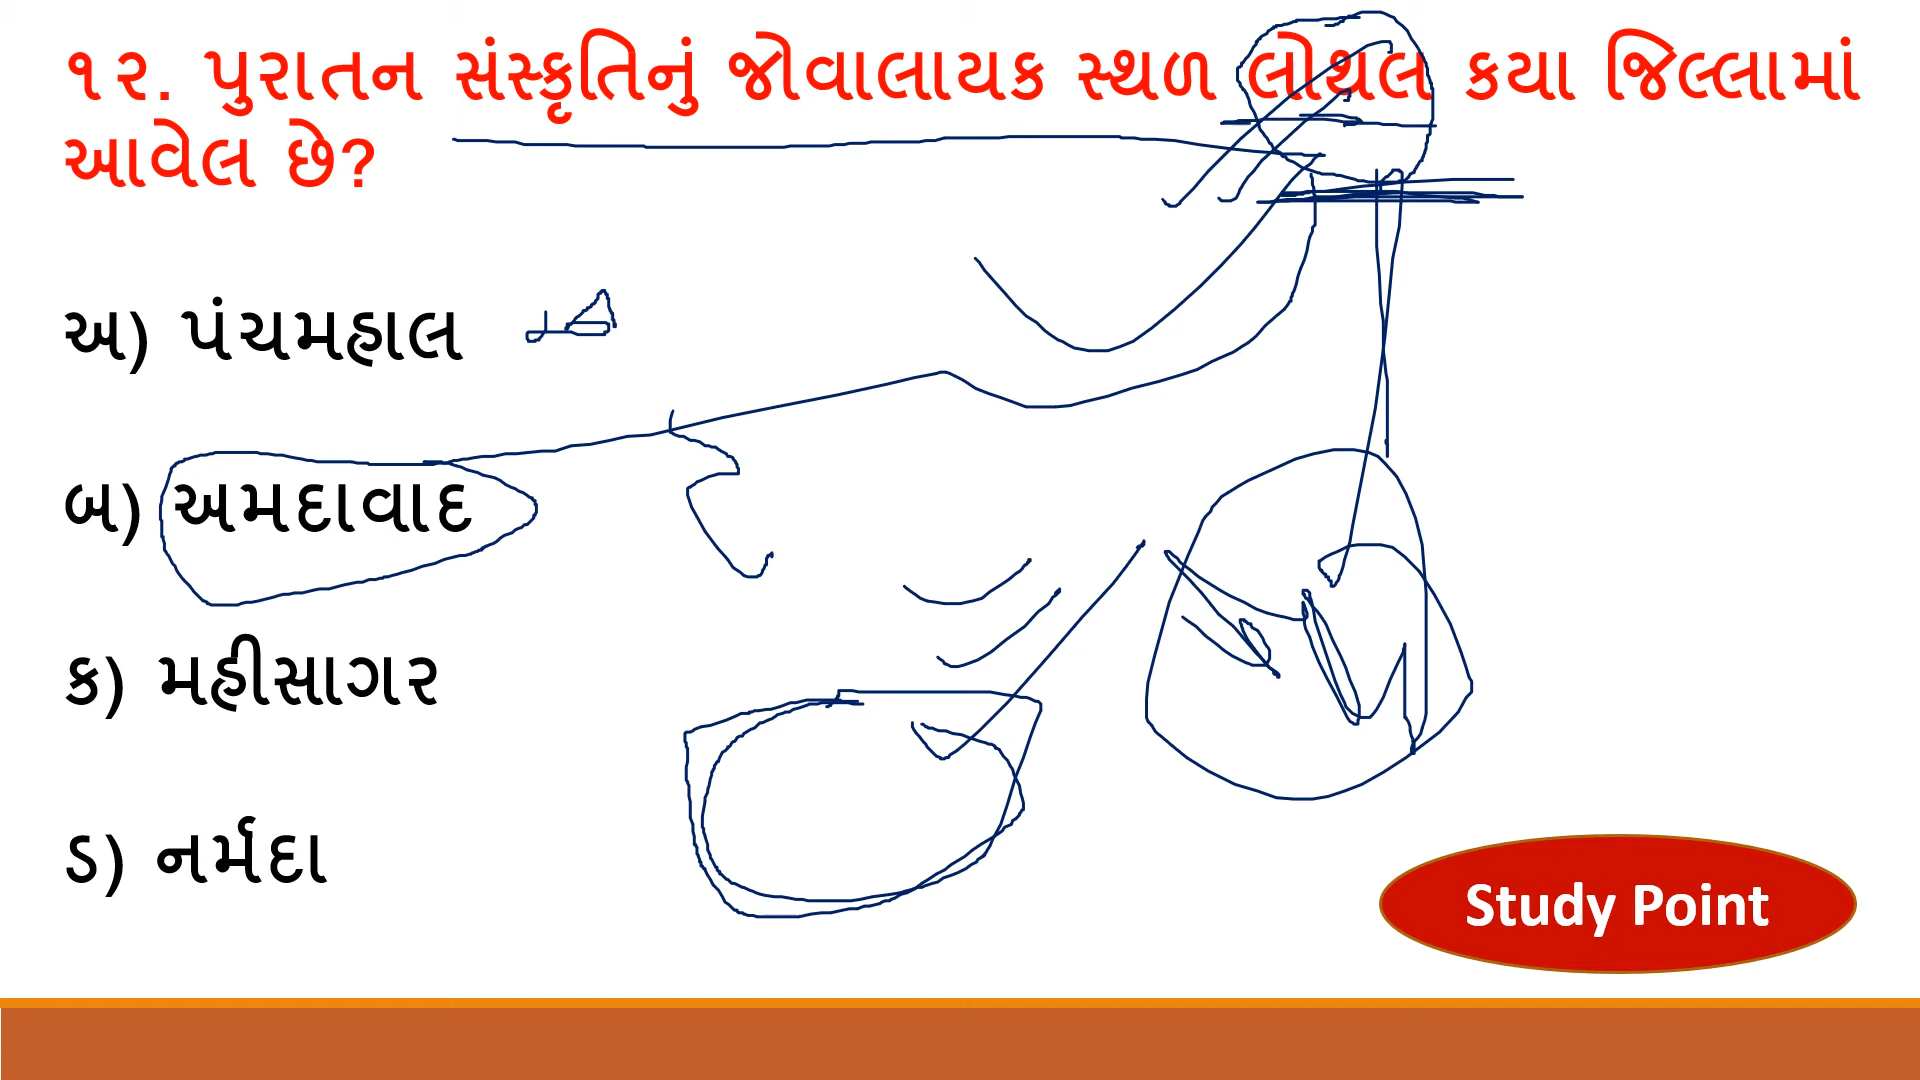 ૧૨. પુરાતન સંસ્કૃતિનું જોવાલાયક સ્થળ લોથલ કયા જિલ્લામાં
આવેલ છે?
અ) પંચમહાલ
બ) અમદાવાદ
ક) મહીસાગર
ડ) નર્મદા
Study Point